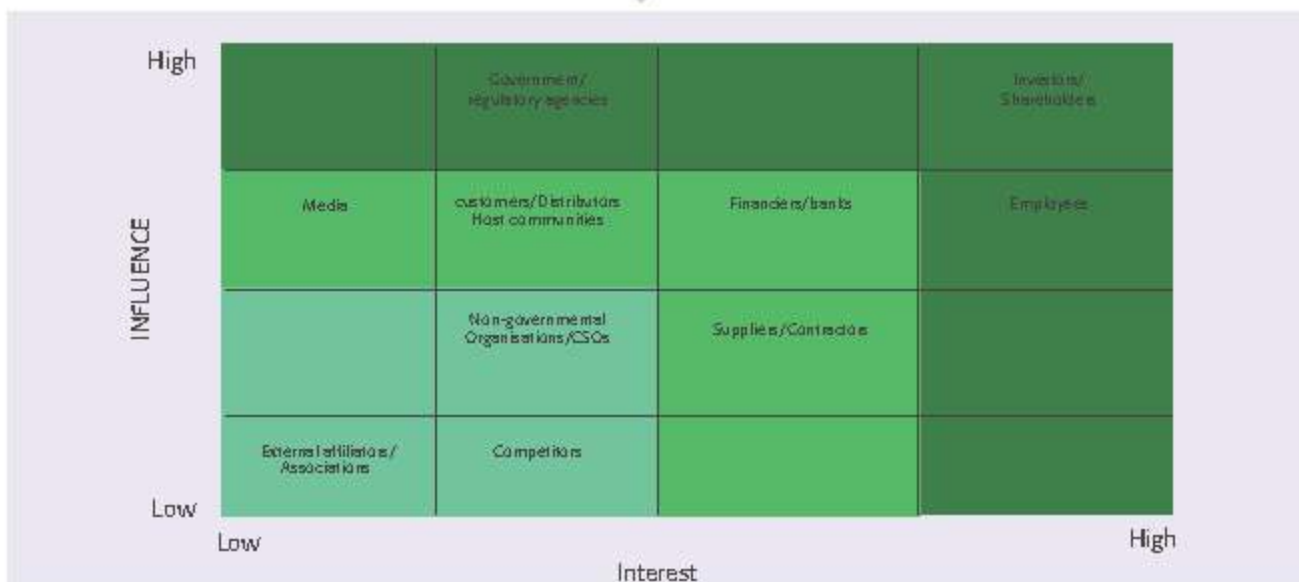 High
Government/
regulatory agencies
Investors/
Shareholders
INFLUENCE
Media
customers/Distributors
Host communities
Financiers/banks
Employees
Non-governmental
Organisations/CSOs
Suppliers/Contractors
External affiliators/
Associations
Competitors
Low
Low
High
Interest